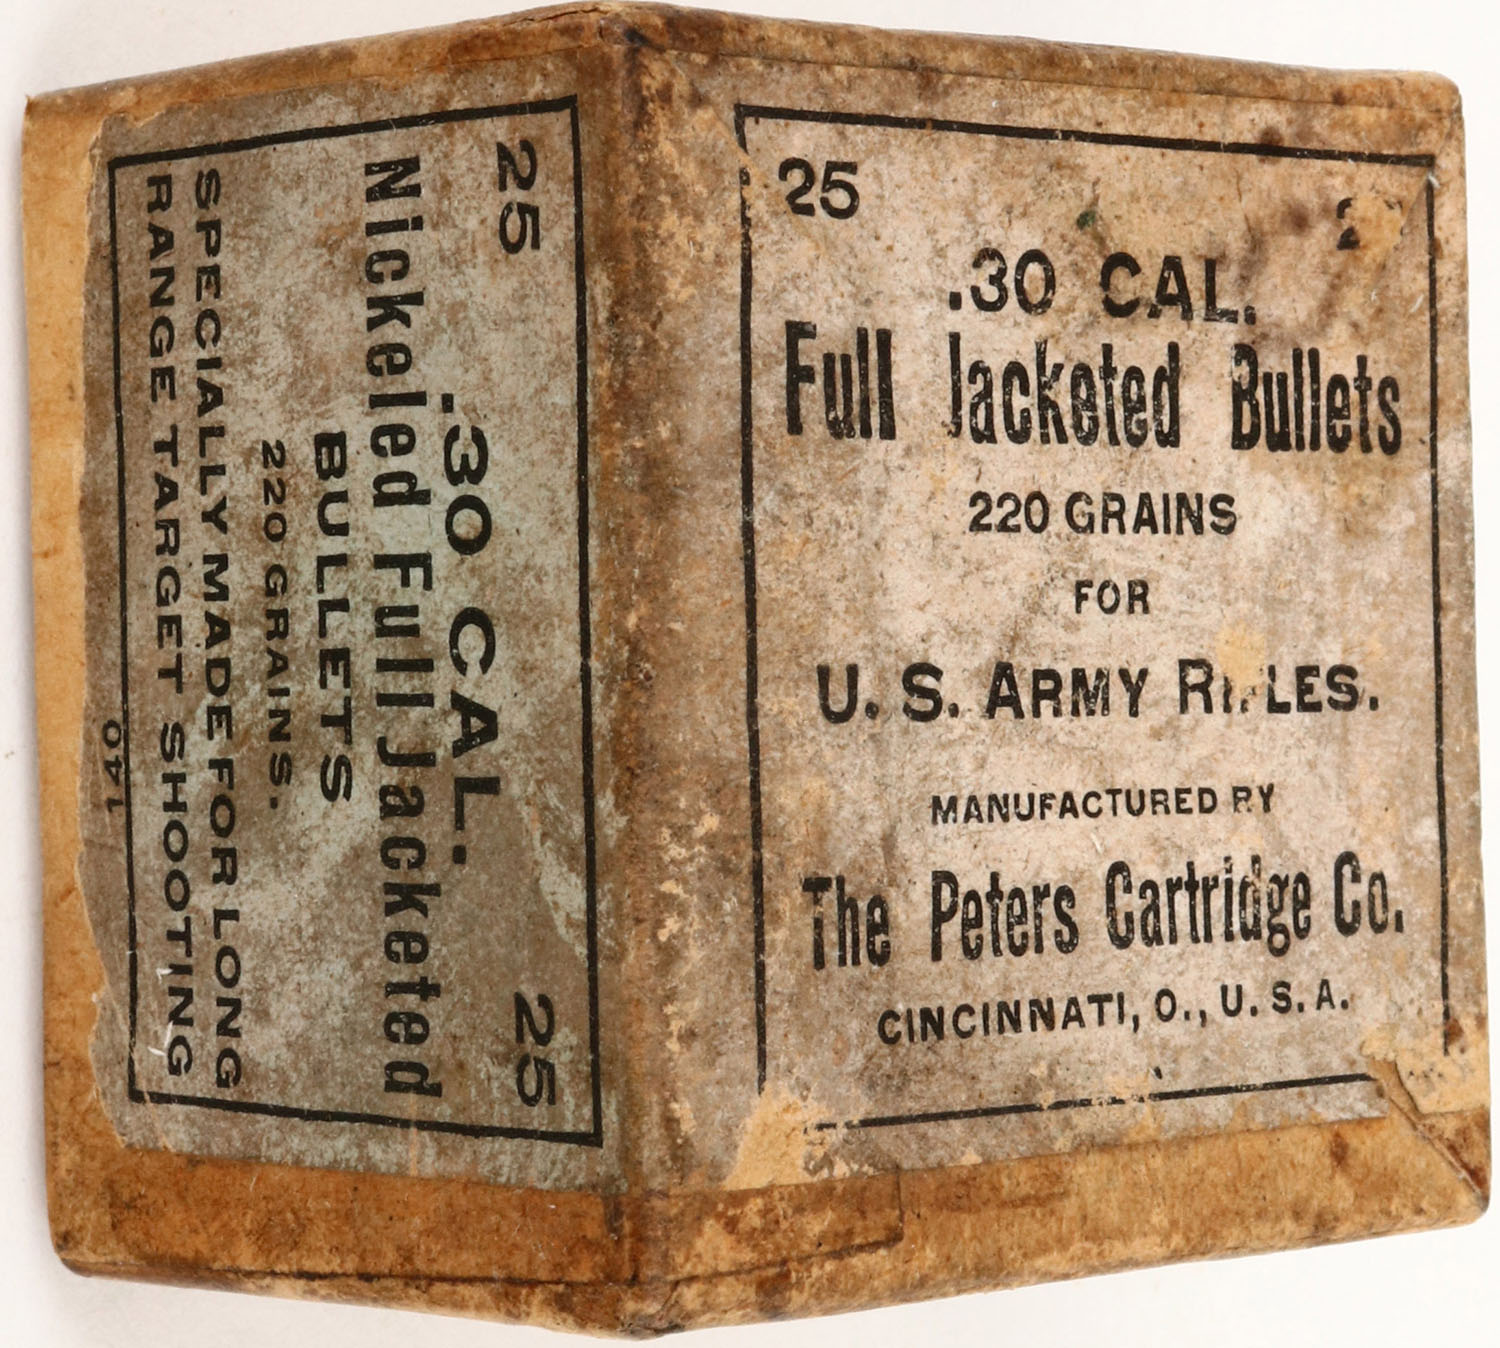 25
.30 CAL.
Full Jacketed Bullets
220 GRAINS
FOR
U. S. ARMY RIFLES.
MANUFACTURED BY
The Peters Cartridge Co.
CINCINNATI, O., U. S. A.
25 25
.30 CAL.
Nickeled Full Jacketed
BULLETS
220 GRAINS.
SPECIALLY MADE FOR LONG
RANGE TARGET SHOOTING
140